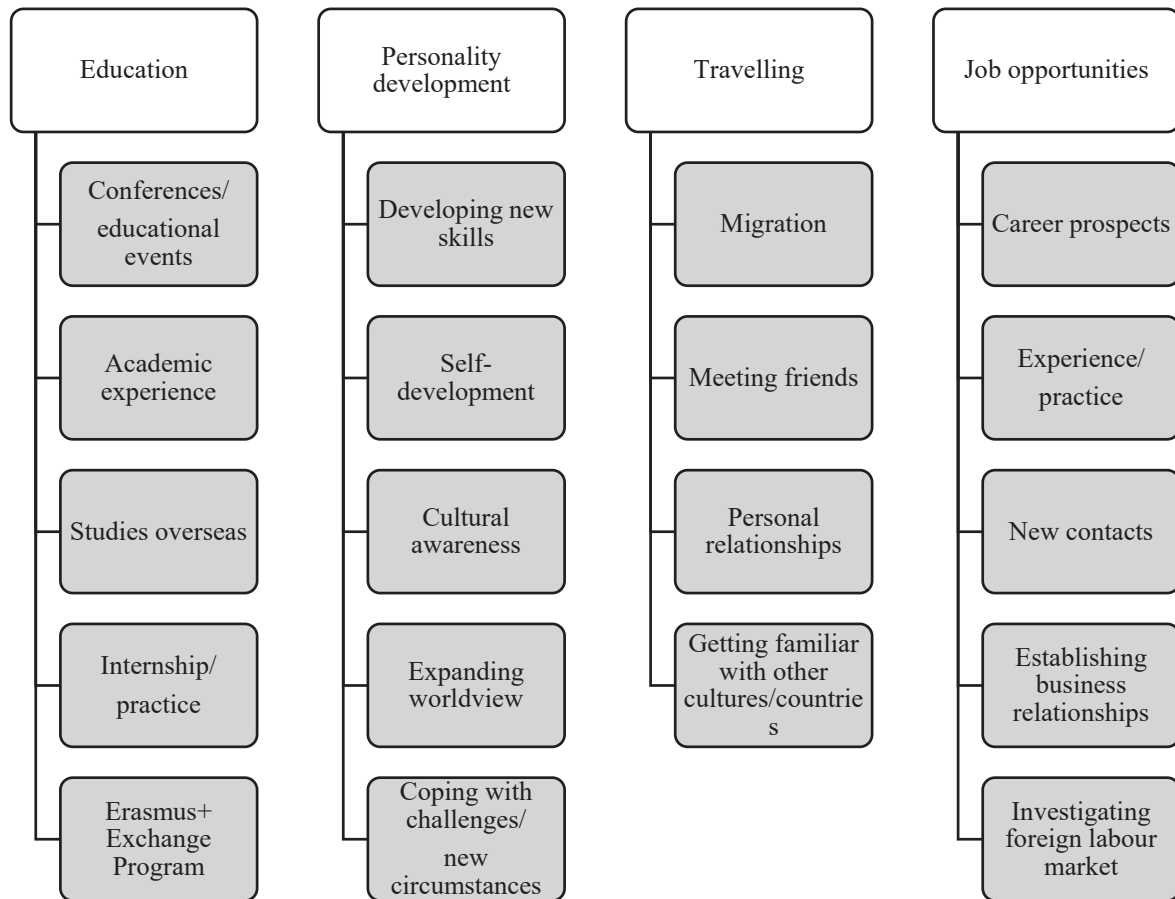 Education
Conferences/
educational
events
Academic
experience
Studies overseas
Internship/
practice
Erasmus+
Exchange
Program
Personality
development
Developing new
skills
Self-
development
Cultural
awareness
Expanding
worldview
Coping with
challenges/
new
circumstances
Travelling
Migration
Meeting friends
Personal
relationships
Getting familiar
with other
cultures/countrie
s
Job opportunities
Career prospects
Experience/
practice
New contacts
Establishing
business
relationships
Investigating
foreign labour
market